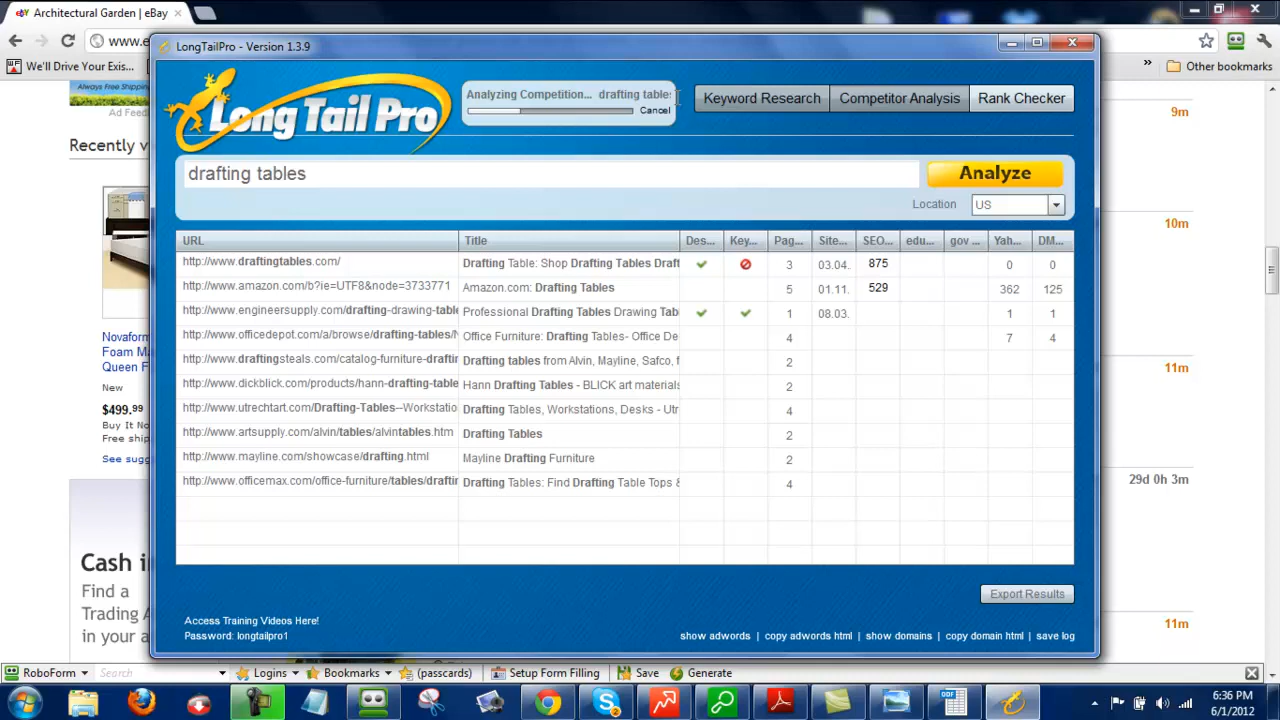 Architectural Garden | eBay
LongTailPro - Version 1.3.9
We'll Drive Your Exis...
Other bookmarks
Always Free Shipping
Ad Feed
Recently v
Long Tail Pro
Analyzing Competition... drafting tables
Cancel
Keyword Research
Competitor Analysis
Rank Checker
drafting tables
Analyze
Location US
URL Title Des... Key... Pag... Site... SEO... edu... gov ... Yah... DM...
http://www.draftingtables.com/ Drafting Table: Shop Drafting Tables Draft 3 03.04. 875 0 0
http://www.amazon.com/b?ie=UTF8&node=3733771 Amazon.com: Drafting Tables 5 01.11. 529 362 125
http://www.engineersupply.com/drafting-drawing-table Professional Drafting Tables Drawing Tab 1 08.03. 1 1
http://www.officedepot.com/a/browse/drafting-tables/N Office Furniture: Drafting Tables- Office De 4 7 4
http://www.draftingsteals.com/catalog-furniture-draftin Drafting tables from Alvin, Mayline, Safco, f 2
http://www.dickblick.com/products/hann-drafting-table Hann Drafting Tables - BLICK art materials 2
http://www.utrechtart.com/Drafting-Tables--Workstatio Drafting Tables, Workstations, Desks - Utr 4
http://www.artsupply.com/alvin/tables/alvintables.htm Drafting Tables 2
http://www.mayline.com/showcase/drafting.html Mayline Drafting Furniture 2
http://www.officemax.com/office-furniture/tables/draftin Drafting Tables: Find Drafting Table Tops & 4
Export Results
Access Training Videos Here!
Password: longtailpro1
show adwords | copy adwords html | show domains | copy domain html | save log
Novaform
Foam Ma
Queen F
New
$499.99
Buy It No
Free ship
See sugg
Cash in
Find a
Trading A
in your a
9m
10m
11m
11m
29d 0h 3m
11m
RoboForm Search Logins Bookmarks (passcards) Setup Form Filling Save Generate
6:36 PM
6/1/2012